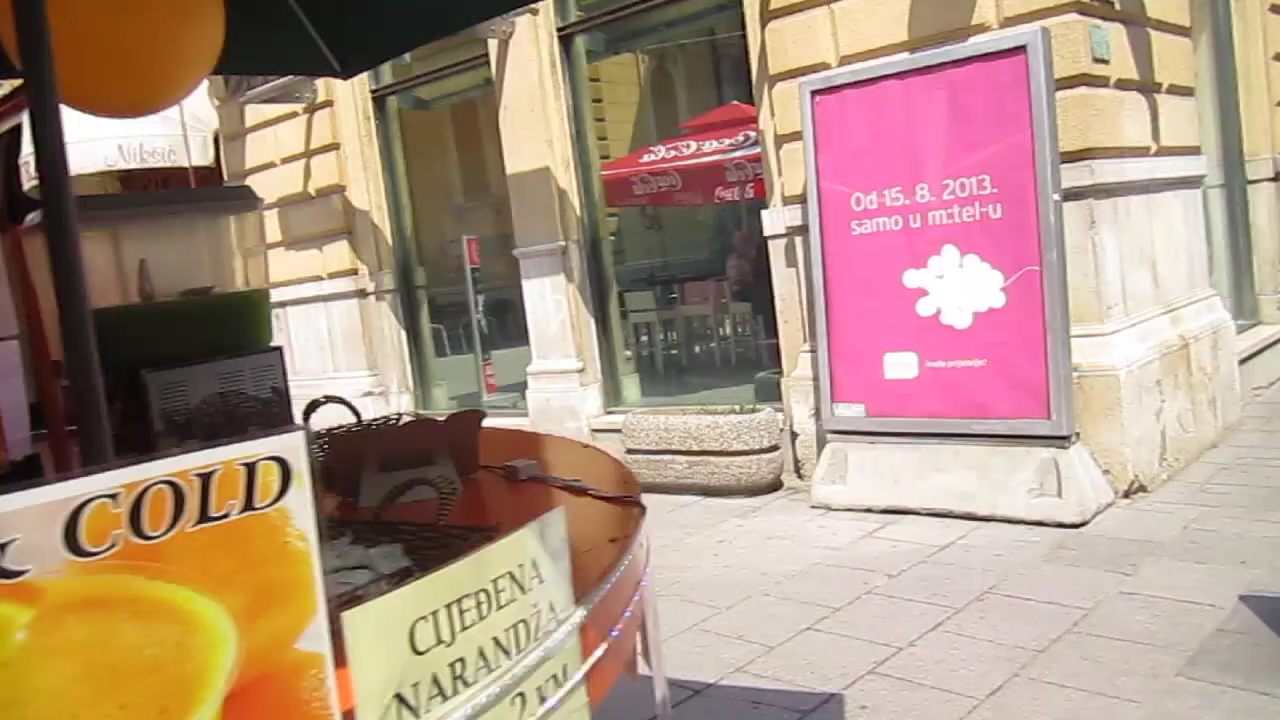 Nikšić
Coca-Cola
Coca-Cola
Coca-Cola
Od 15. 8. 2013.
samo u m:tel-u
& COLD
CIJEĐENA
NARANDŽA
2 KM